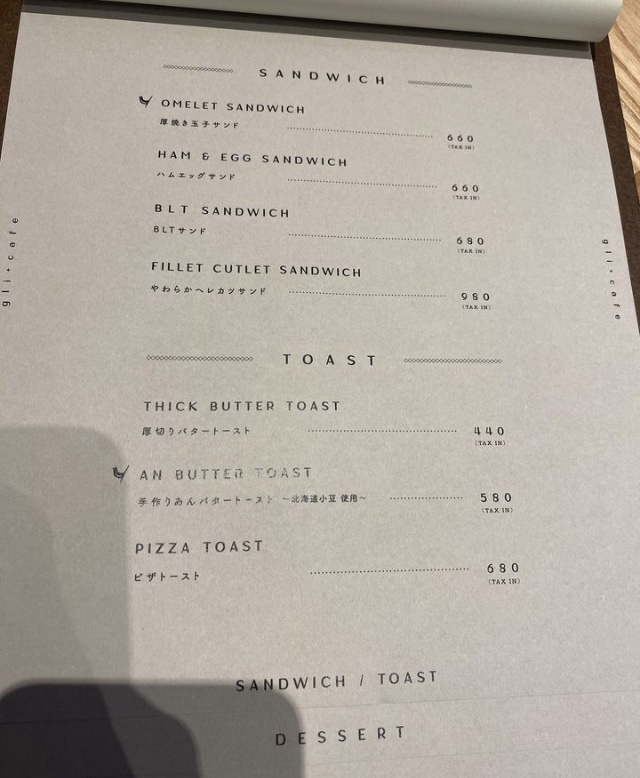 SANDWICH
OMELET SANDWICH
厚焼き玉子サンド
660
(TAX IN)
HAM & EGG SANDWICH
ハムエッグサンド
660
(TAX IN)
BLT SANDWICH
BLTサンド
680
(TAX IN)
FILLET CUTLET SANDWICH
やわらかヘレカツサンド
980
(TAX IN)
gli・cafe
gli・cafe
TOAST
THICK BUTTER TOAST
厚切りバタートースト
440
(TAX IN)
AN BUTTER TOAST
手作りあんバタートースト 〜北海道小豆 使用〜
580
(TAX IN)
PIZZA TOAST
ピザトースト
680
(TAX IN)
SANDWICH / TOAST
DESSERT